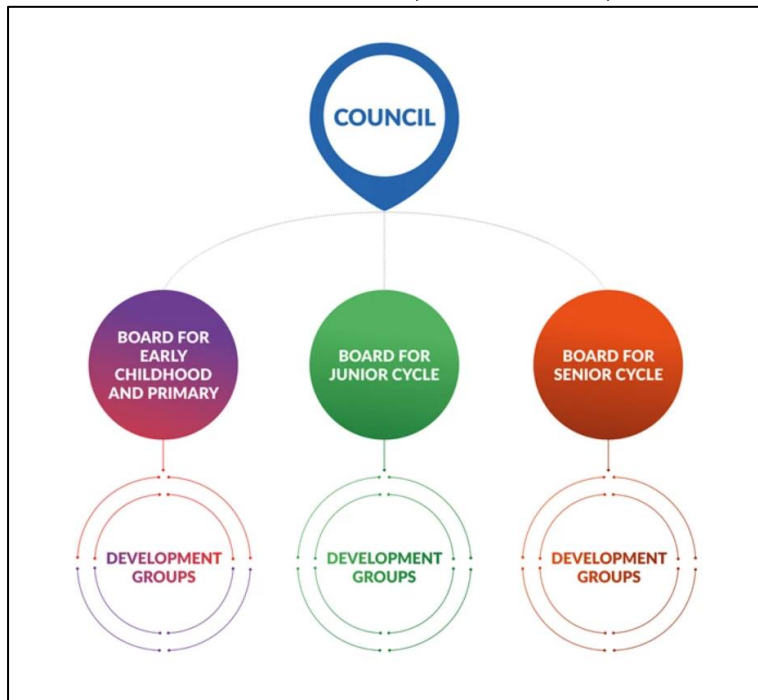 COUNCIL
BOARD FOR
EARLY
CHILDHOOD
AND PRIMARY
BOARD FOR
JUNIOR CYCLE
BOARD FOR
SENIOR CYCLE
DEVELOPMENT
GROUPS
DEVELOPMENT
GROUPS
DEVELOPMENT
GROUPS